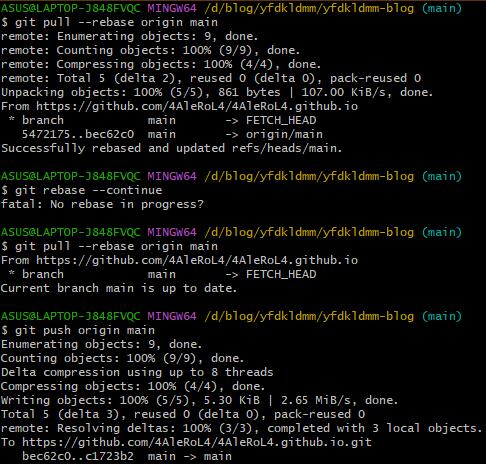 ASUS@LAPTOP-J848FVQC MINGW64 /d/blog/yfdkldmm/yfdkldmm-blog (main)
$ git pull --rebase origin main
remote: Enumerating objects: 9, done.
remote: Counting objects: 100% (9/9), done.
remote: Compressing objects: 100% (4/4), done.
remote: Total 5 (delta 2), reused 0 (delta 0), pack-reused 0
Unpacking objects: 100% (5/5), 861 bytes | 107.00 KiB/s, done.
From https://github.com/4AleRoL4/4AleRoL4.github.io
 * branch            main       -> FETCH_HEAD
   5472175..bec62c0  main       -> origin/main
Successfully rebased and updated refs/heads/main.
ASUS@LAPTOP-J848FVQC MINGW64 /d/blog/yfdkldmm/yfdkldmm-blog (main)
$ git rebase --continue
fatal: No rebase in progress?
ASUS@LAPTOP-J848FVQC MINGW64 /d/blog/yfdkldmm/yfdkldmm-blog (main)
$ git pull --rebase origin main
From https://github.com/4AleRoL4/4AleRoL4.github.io
 * branch            main       -> FETCH_HEAD
Current branch main is up to date.
ASUS@LAPTOP-J848FVQC MINGW64 /d/blog/yfdkldmm/yfdkldmm-blog (main)
$ git push origin main
Enumerating objects: 9, done.
Counting objects: 100% (9/9), done.
Delta compression using up to 8 threads
Compressing objects: 100% (4/4), done.
Writing objects: 100% (5/5), 5.30 KiB | 2.65 MiB/s, done.
Total 5 (delta 3), reused 0 (delta 0), pack-reused 0
remote: Resolving deltas: 100% (3/3), completed with 3 local objects.
To https://github.com/4AleRoL4/4AleRoL4.github.io.git
   bec62c0..c1723b2  main -> main